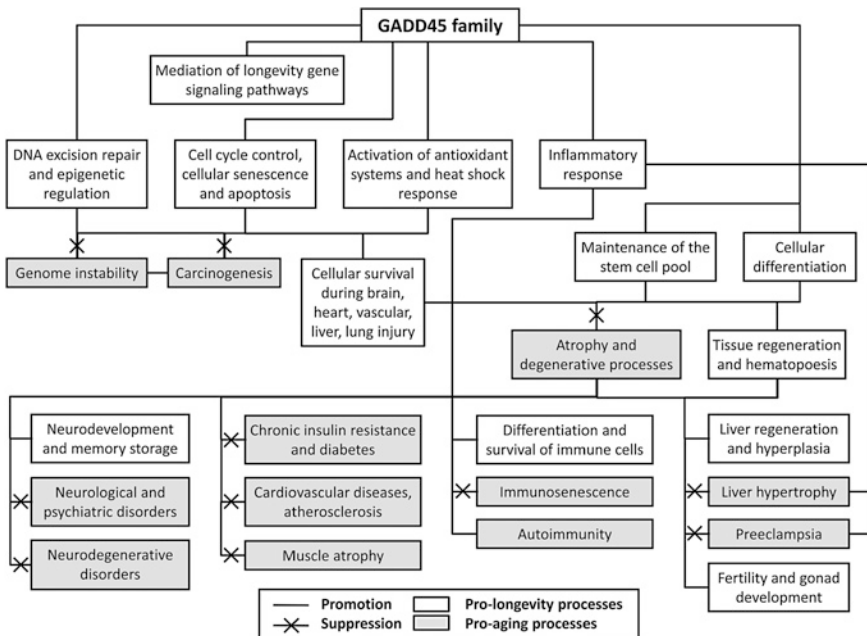 GADD45 family
Mediation of longevity gene
signaling pathways
DNA excision repair
and epigenetic
regulation
Cell cycle control,
cellular senescence
and apoptosis
Activation of antioxidant
systems and heat shock
response
Inflammatory
response
Genome instability
Carcinogenesis
Cellular survival
during brain,
heart, vascular,
liver, lung injury
Maintenance of the
stem cell pool
Cellular
differentiation
Atrophy and
degenerative processes
Tissue regeneration
and hematopoesis
Neurodevelopment
and memory storage
Neurological and
psychiatric disorders
Neurodegenerative
disorders
Chronic insulin resistance
and diabetes
Cardiovascular diseases,
atherosclerosis
Muscle atrophy
Differentiation and
survival of immune cells
Immunosenescence
Autoimmunity
Liver regeneration
and hyperplasia
Liver hypertrophy
Preeclampsia
Fertility and gonad
development
Promotion
Pro-longevity processes
Suppression
Pro-aging processes